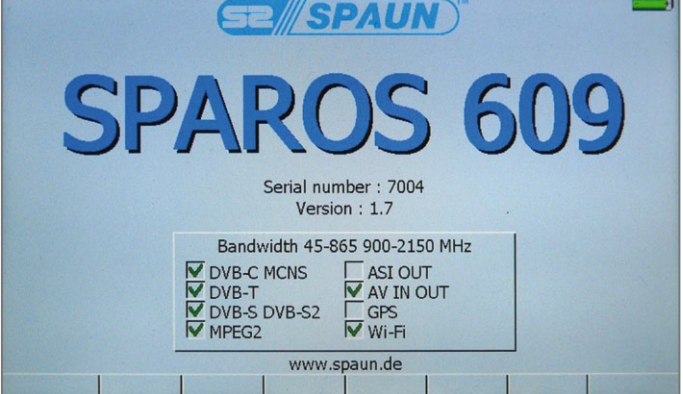 SPAUN
SPAROS 609
Serial number : 7004
Version : 1.7
Bandwidth 45-865 900-2150 MHz
DVB-C MCNS
ASI OUT
DVB-T
AV IN OUT
DVB-S DVB-S2
GPS
MPEG2
Wi-Fi
www.spaun.de